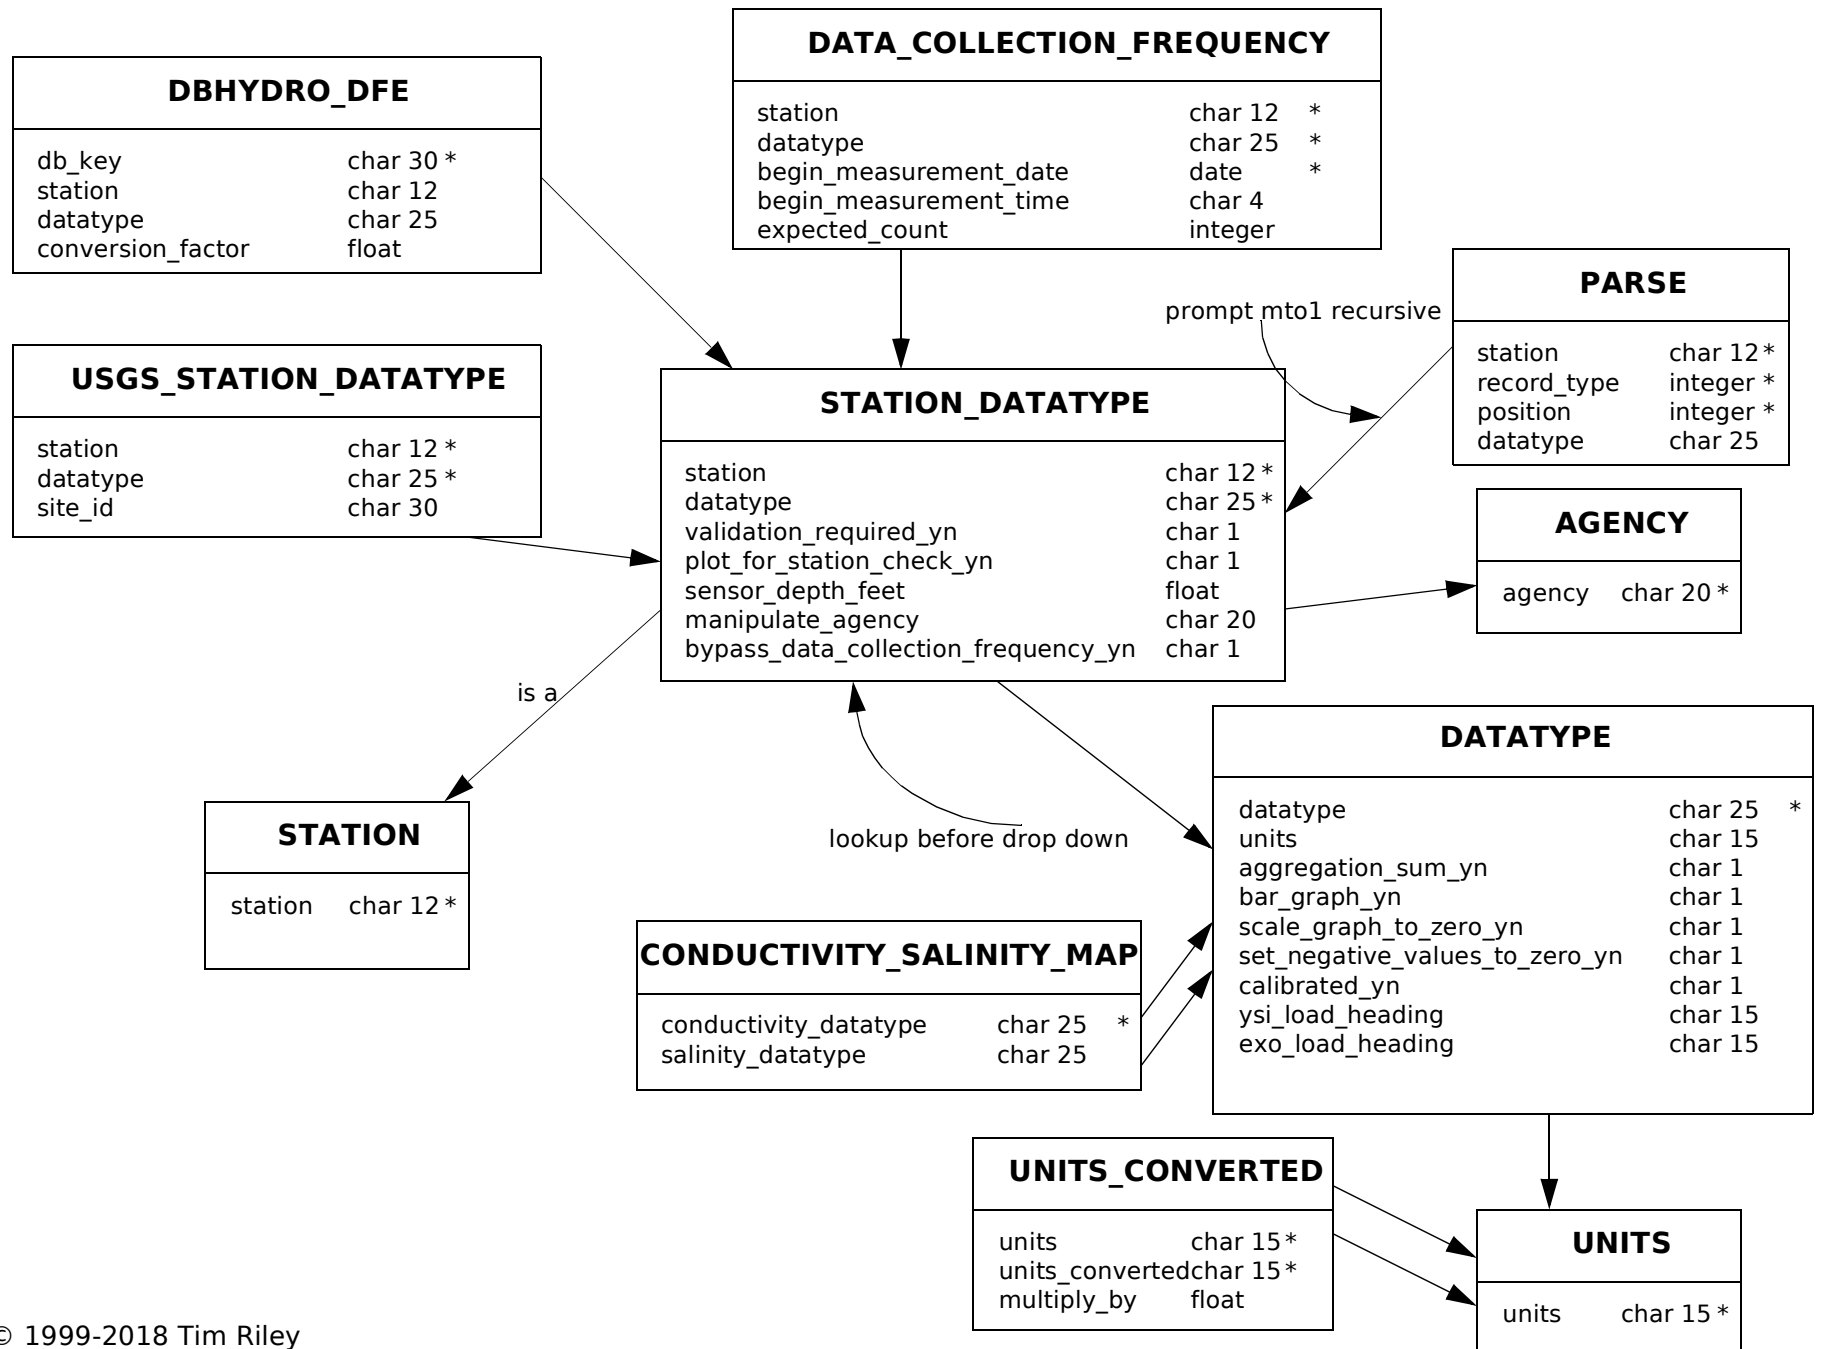 DATA_COLLECTION_FREQUENCY
station char 12 *
datatype char 25 *
begin_measurement_date date *
begin_measurement_time char 4
expected_count integer
DBHYDRO_DFE
db_key char 30 *
station char 12
datatype char 25
conversion_factor float
PARSE
station char 12 *
record_type integer *
position integer *
datatype char 25
prompt mto1 recursive
USGS_STATION_DATATYPE
station char 12 *
datatype char 25 *
site_id char 30
STATION_DATATYPE
station char 12 *
datatype char 25 *
validation_required_yn char 1
plot_for_station_check_yn char 1
sensor_depth_feet float
manipulate_agency char 20
bypass_data_collection_frequency_yn char 1
AGENCY
agency char 20 *
is a
lookup before drop down
STATION
station char 12 *
DATATYPE
datatype char 25 *
units char 15
aggregation_sum_yn char 1
bar_graph_yn char 1
scale_graph_to_zero_yn char 1
set_negative_values_to_zero_yn char 1
calibrated_yn char 1
ysi_load_heading char 15
exo_load_heading char 15
CONDUCTIVITY_SALINITY_MAP
conductivity_datatype char 25 *
salinity_datatype char 25
UNITS_CONVERTED
units char 15 *
units_converted char 15 *
multiply_by float
UNITS
units char 15 *
© 1999-2018 Tim Riley